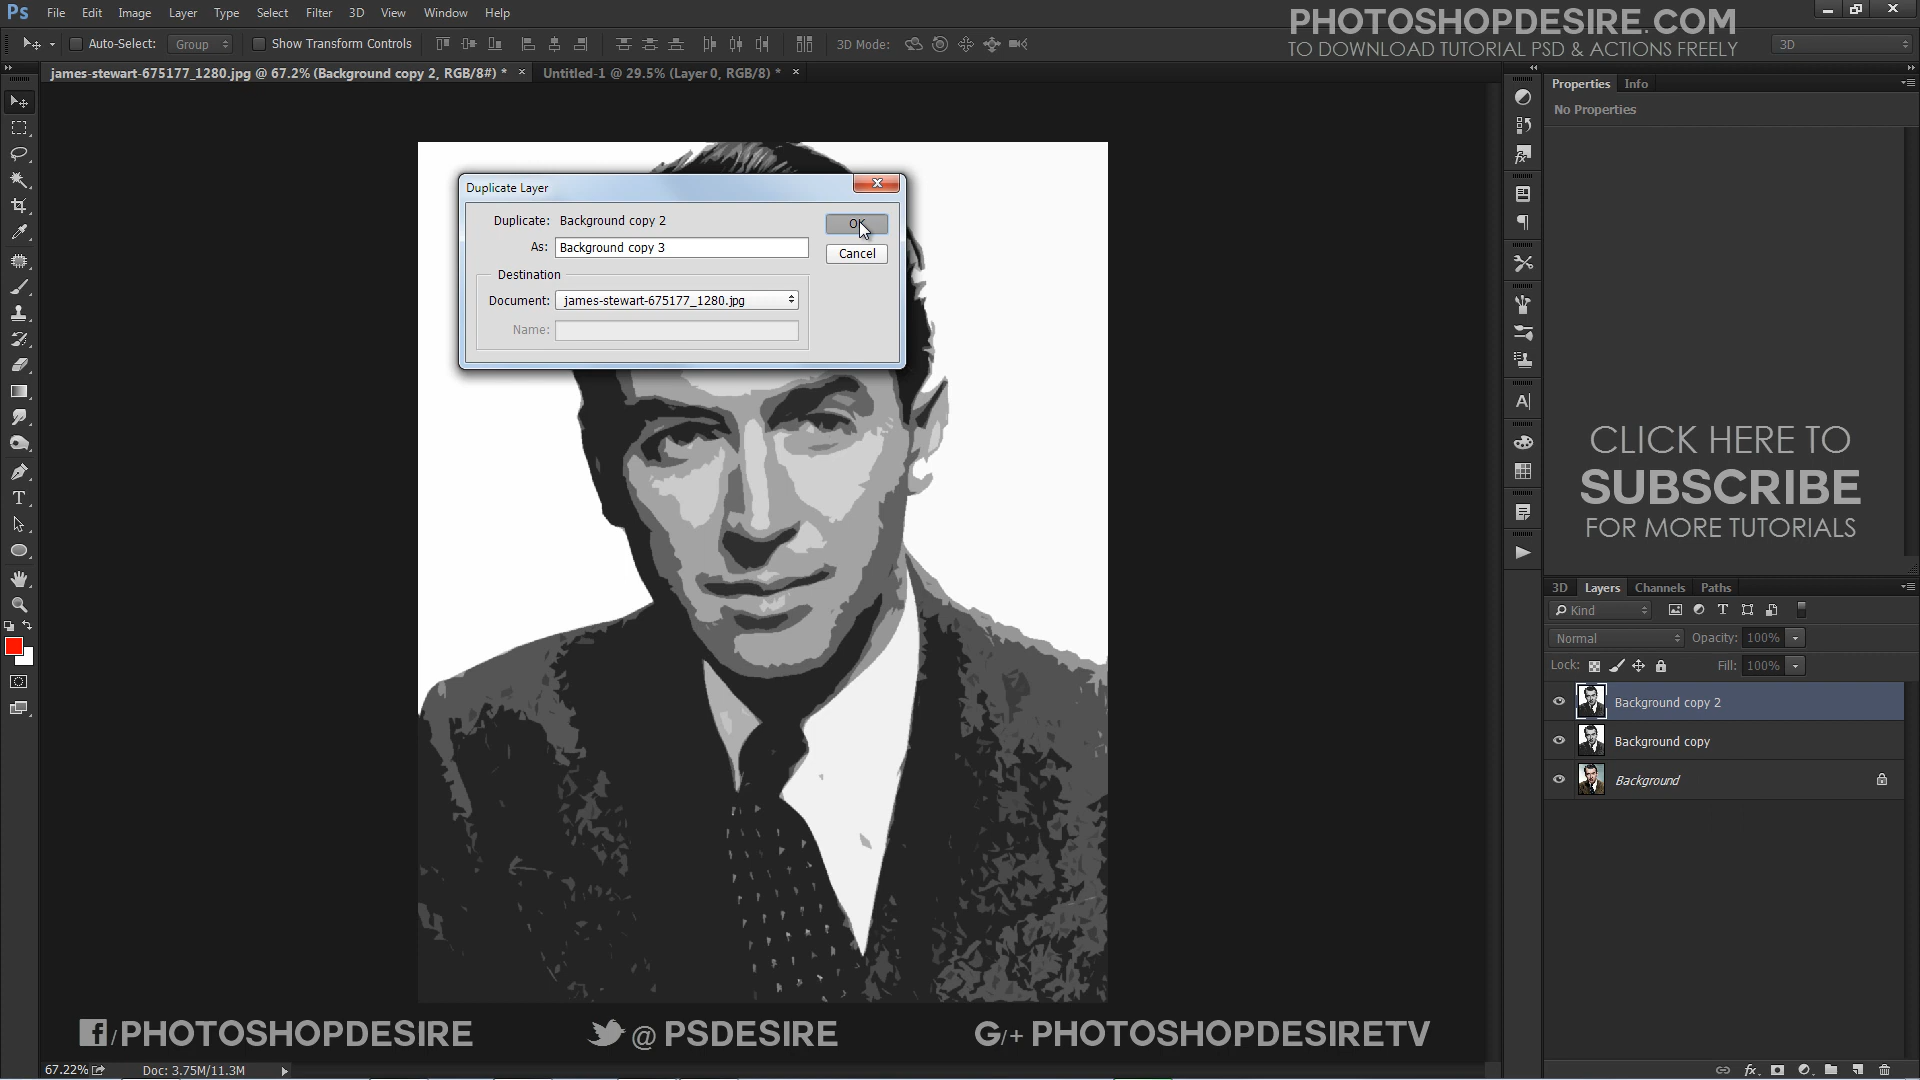 Ps File Edit Image Layer Type Select Filter 3D View Window Help
PHOTOSHOPDESIRE.COM
TO DOWNLOAD TUTORIAL PSD & ACTIONS FREELY
Auto-Select: Group Show Transform Controls 3D Mode: 3D
james-stewart-675177_1280.jpg @ 67.2% (Background copy 2, RGB/8#) * × Untitled-1 @ 29.5% (Layer 0, RGB/8) * ×
Properties Info
No Properties
Duplicate Layer
Duplicate: Background copy 2
OK
As: Background copy 3
Cancel
Destination
Document: james-stewart-675177_1280.jpg
Name:
CLICK HERE TO
SUBSCRIBE
FOR MORE TUTORIALS
3D Layers Channels Paths
Kind
Normal Opacity: 100%
Lock: Fill: 100%
Background copy 2
Background copy
Background
f/PHOTOSHOPDESIRE @ PSDESIRE G/+ PHOTOSHOPDESIRETV
67.22% Doc: 3.75M/11.3M